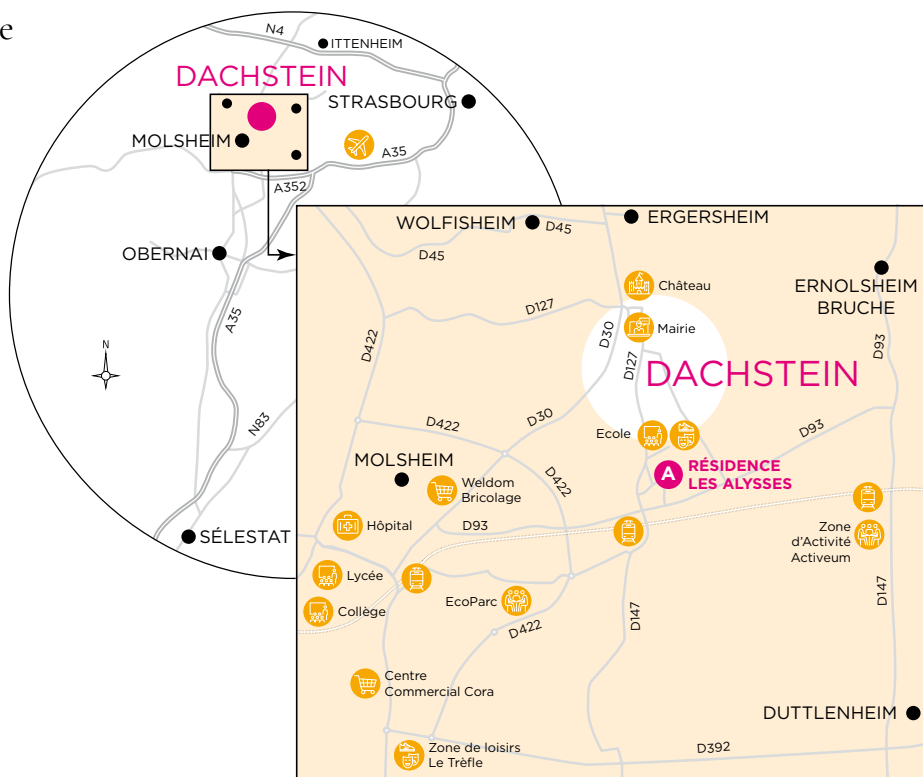 e
N4
ITTENHEIM
DACHSTEIN
STRASBOURG
MOLSHEIM
A35
A352
OBERNAI
A35
N
N83
SÉLESTAT
WOLFISHEIM
D45
ERGERSHEIM
D45
Château
ERNOLSHEIM
BRUCHE
D127
D30
Mairie
D422
D127
D93
DACHSTEIN
D422
D30
Ecole
D93
MOLSHEIM
A
RÉSIDENCE
LES ALYSSES
Weldom
Bricolage
D422
Hôpital
D93
Zone
d'Activité
Activeum
Lycée
EcoParc
D147
Collège
D422
D147
Centre
Commercial Cora
DUTTLENHEIM
Zone de loisirs
Le Trèfle
D392